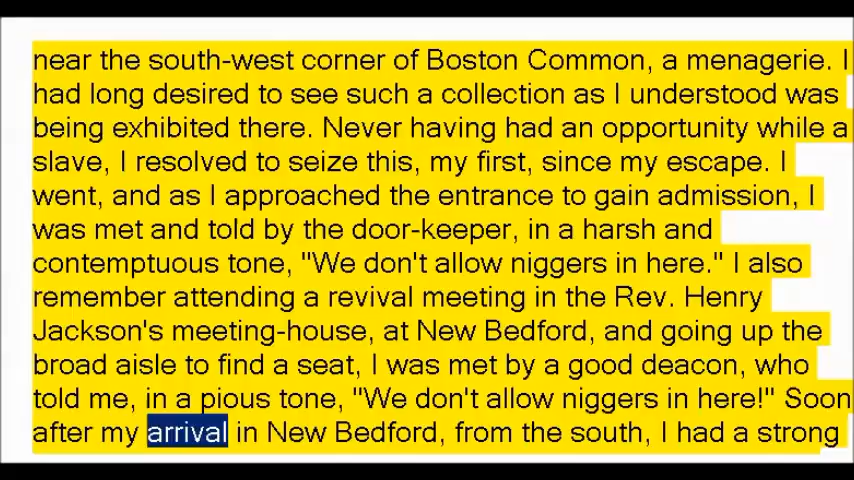 near the south-west corner of Boston Common, a menagerie. I
had long desired to see such a collection as I understood was
being exhibited there. Never having had an opportunity while a
slave, I resolved to seize this, my first, since my escape. I
went, and as I approached the entrance to gain admission, I
was met and told by the door-keeper, in a harsh and
contemptuous tone, "We don't allow niggers in here." I also
remember attending a revival meeting in the Rev. Henry
Jackson's meeting-house, at New Bedford, and going up the
broad aisle to find a seat, I was met by a good deacon, who
told me, in a pious tone, "We don't allow niggers in here!" Soon
after my arrival in New Bedford, from the south, I had a strong